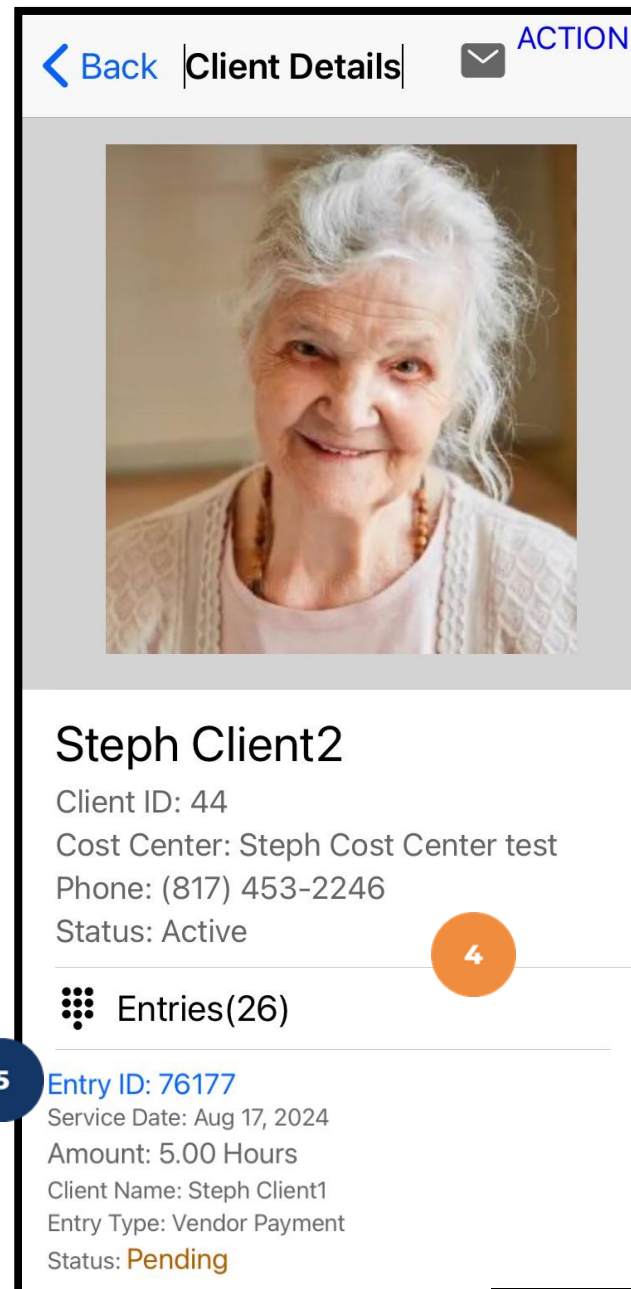 Back Client Details ACTION
Steph Client2
Client ID: 44
Cost Center: Steph Cost Center test
Phone: (817) 453-2246
Status: Active
4
Entries(26)
5
Entry ID: 76177
Service Date: Aug 17, 2024
Amount: 5.00 Hours
Client Name: Steph Client1
Entry Type: Vendor Payment
Status: Pending